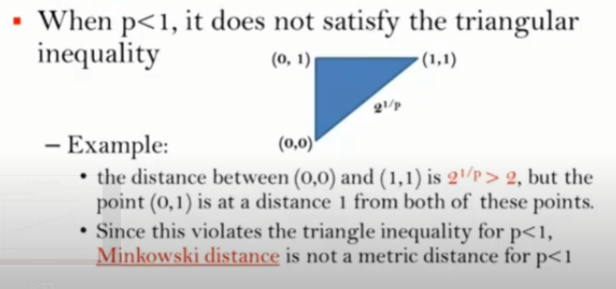 ▪ When p<1, it does not satisfy the triangular
inequality
(0, 1)
(1,1)
2^1/p
(0,0)
– Example:
• the distance between (0,0) and (1,1) is 2^1/p > 2, but the
point (0,1) is at a distance 1 from both of these points.
• Since this violates the triangle inequality for p<1,
Minkowski distance is not a metric distance for p<1